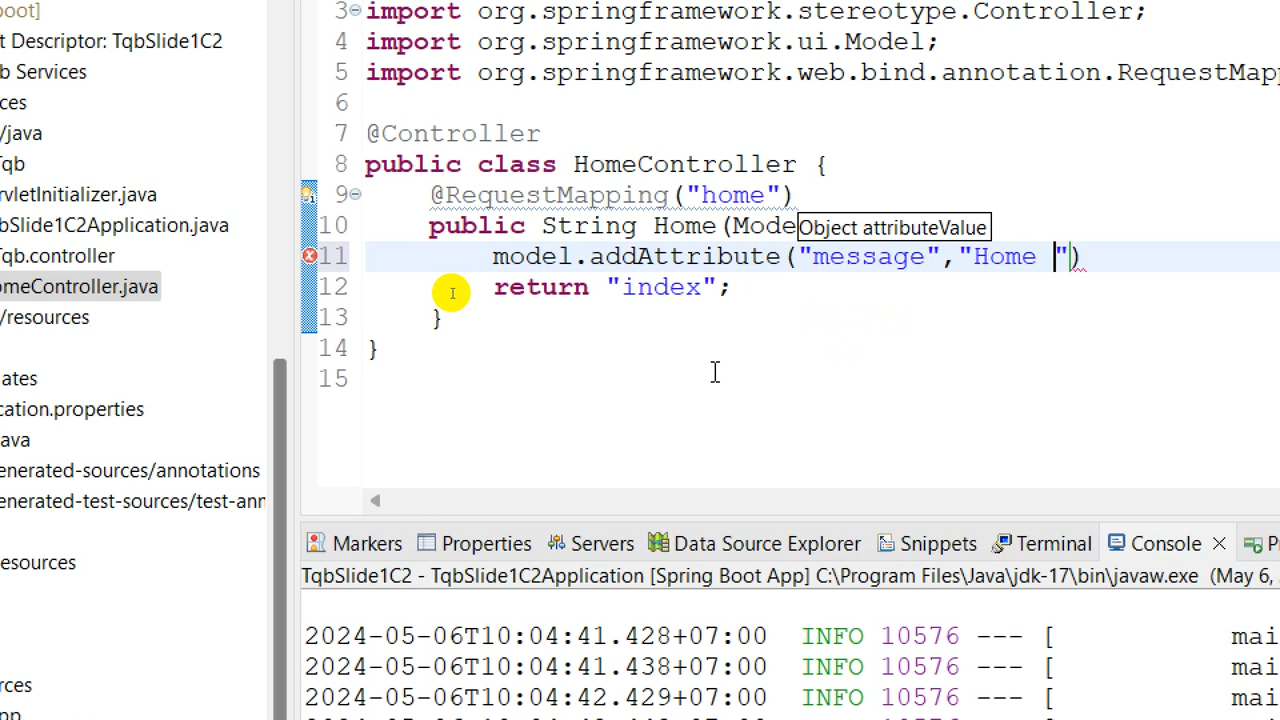 boot]
t Descriptor: TqbSlide1C2
b Services
ces
/java
qb
rvletInitializer.java
bSlide1C2Application.java
qb.controller
omeController.java
/resources
ates
cation.properties
ava
enerated-sources/annotations
enerated-test-sources/test-ann
esources
rces
pp
3 import org.springframework.stereotype.Controller;
4 import org.springframework.ui.Model;
5 import org.springframework.web.bind.annotation.RequestMapp
6
7 @Controller
8 public class HomeController {
9 @RequestMapping("home")
10 public String Home(Mode
Object attributeValue
11 model.addAttribute("message","Home ")
12 return "index";
13 }
14 }
15
Markers Properties Servers Data Source Explorer Snippets Terminal Console × P
TqbSlide1C2 - TqbSlide1C2Application [Spring Boot App] C:\Program Files\Java\jdk-17\bin\javaw.exe (May 6,
2024-05-06T10:04:41.428+07:00 INFO 10576 --- [ mai
2024-05-06T10:04:41.438+07:00 INFO 10576 --- [ mai
2024-05-06T10:04:42.429+07:00 INFO 10576 --- [ mai